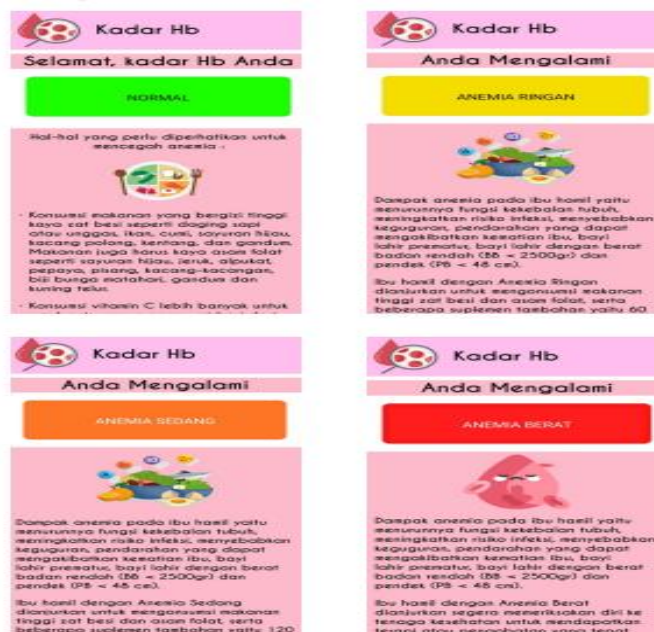 Kadar Hb
Selamat, kadar Hb Anda
NORMAL
Hal-hal yang perlu diperhatikan untuk
mencegah anemia :
- Konsumsi makanan yang bergizi tinggi
kaya zat besi seperti daging sapi
atau unggas, ikan, cumi, sayuran hijau,
kacang polong, kentang, dan gandum.
Makanan juga harus kaya asam folat
seperti sayuran hijau, jeruk, alpukat,
pepaya, pisang, kacang-kacangan,
biji bunga matahari, gandum dan
kuning telur.
- Konsumsi vitamin C lebih banyak untuk
Kadar Hb
Anda Mengalami
ANEMIA RINGAN
Dampak anemia pada ibu hamil yaitu
menurunnya fungsi kekebalan tubuh,
meningkatkan risiko infeksi, menyebabkan
keguguran, pendarahan yang dapat
mengakibatkan kematian ibu, bayi
lahir prematur, bayi lahir dengan berat
badan rendah (BB < 2500gr) dan
pendek (PB < 48 cm).
Ibu hamil dengan Anemia Ringan
dianjurkan untuk mengonsumsi makanan
tinggi zat besi dan asam folat, serta
beberapa suplemen tambahan yaitu 60
Kadar Hb
Anda Mengalami
ANEMIA SEDANG
Dampak anemia pada ibu hamil yaitu
menurunnya fungsi kekebalan tubuh,
meningkatkan risiko infeksi, menyebabkan
keguguran, pendarahan yang dapat
mengakibatkan kematian ibu, bayi
lahir prematur, bayi lahir dengan berat
badan rendah (BB < 2500gr) dan
pendek (PB < 48 cm).
Ibu hamil dengan Anemia Sedang
dianjurkan untuk mengonsumsi makanan
tinggi zat besi dan asam folat, serta
beberapa suplemen tambahan yaitu 120
Kadar Hb
Anda Mengalami
ANEMIA BERAT
Dampak anemia pada ibu hamil yaitu
menurunnya fungsi kekebalan tubuh,
meningkatkan risiko infeksi, menyebabkan
keguguran, pendarahan yang dapat
mengakibatkan kematian ibu, bayi
lahir prematur, bayi lahir dengan berat
badan rendah (BB < 2500gr) dan
pendek (PB < 48 cm).
Ibu hamil dengan Anemia Berat
dianjurkan segera memeriksakan diri ke
tenaga kesehatan untuk mendapatkan